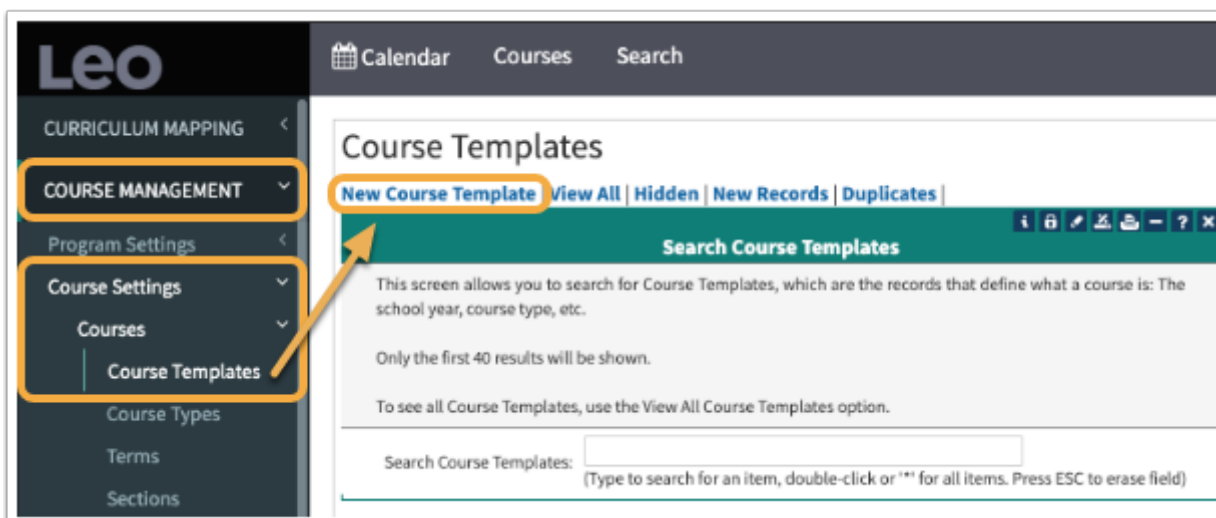 Leo
Calendar Courses Search
CURRICULUM MAPPING
COURSE MANAGEMENT
Program Settings
Course Settings
Courses
Course Templates
Course Types
Terms
Sections
Course Templates
New Course Template | View All | Hidden | New Records | Duplicates |
Search Course Templates
This screen allows you to search for Course Templates, which are the records that define what a course is: The
school year, course type, etc.
Only the first 40 results will be shown.
To see all Course Templates, use the View All Course Templates option.
Search Course Templates:
(Type to search for an item, double-click or '*' for all items. Press ESC to erase field)